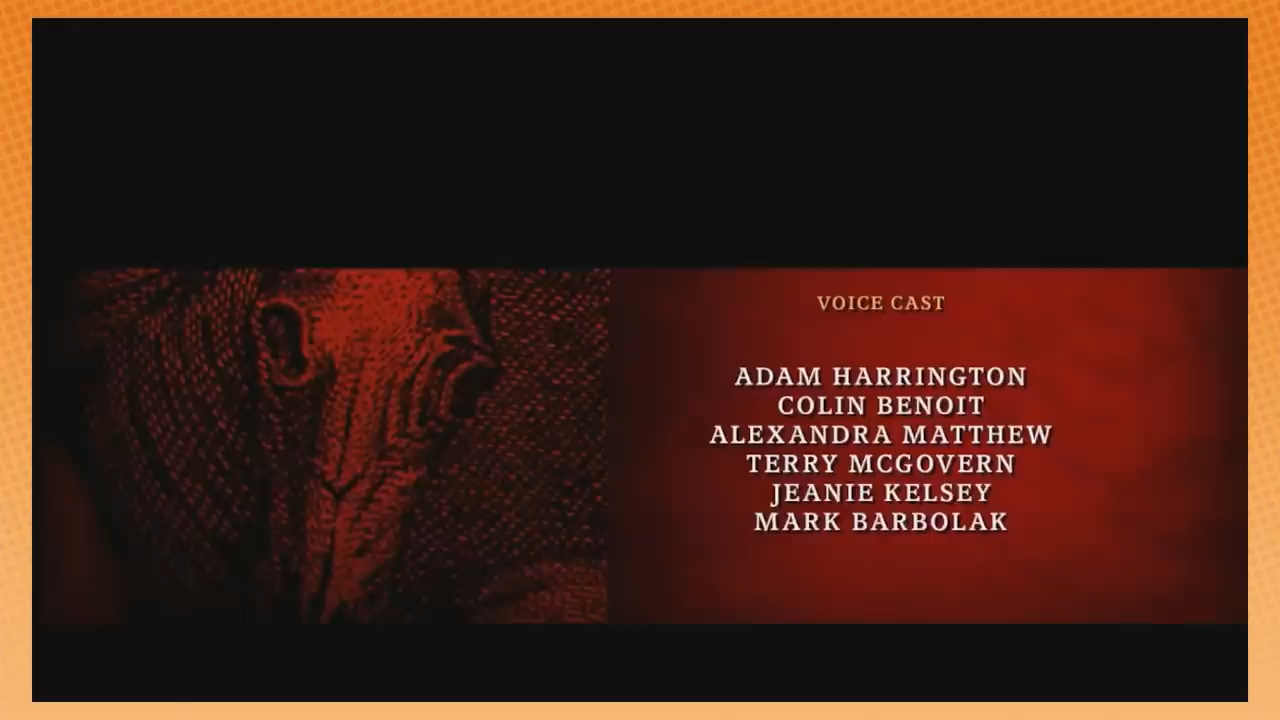 VOICE CAST
ADAM HARRINGTON
COLIN BENOIT
ALEXANDRA MATTHEW
TERRY MCGOVERN
JEANIE KELSEY
MARK BARBOLAK